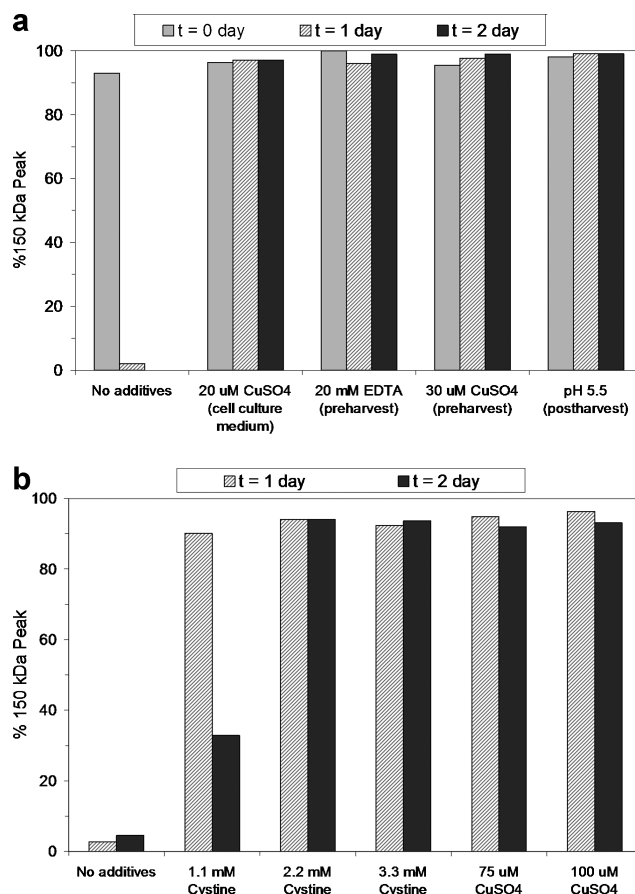 a
t = 0 day t = 1 day t = 2 day
%150 kDa Peak
100
80
60
40
20
0
No additives
20 uM CuSO4
(cell culture
medium)
20 mM EDTA
(preharvest)
30 uM CuSO4
(preharvest)
pH 5.5
(postharvest)
b
t = 1 day t = 2 day
% 150 kDa Peak
100
80
60
40
20
0
No additives
1.1 mM
Cystine
2.2 mM
Cystine
3.3 mM
Cystine
75 uM
CuSO4
100 uM
CuSO4